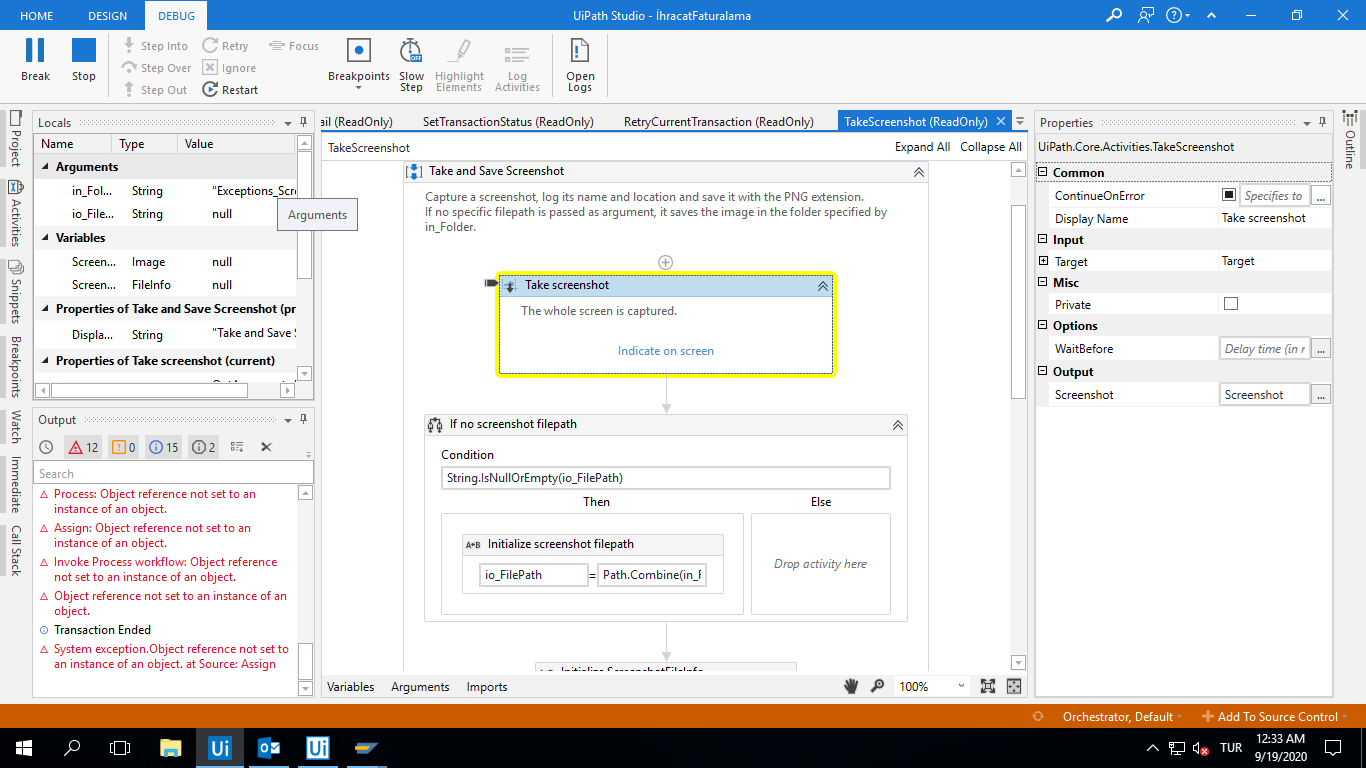 HOME DESIGN DEBUG UiPath Studio - İhracatFaturalama
Break
Stop
Step Into
Step Over
Step Out
Retry
Ignore
Restart
Focus
Breakpoints
Slow
Step
Highlight
Elements
Log
Activities
Open
Logs
Project
Activities
Snippets
Breakpoints
Watch
Immediate
Call Stack
Locals
Name Type Value
Arguments
in_Fol... String "Exceptions_Scr
io_File... String null
Arguments
Variables
Screen... Image null
Screen... FileInfo null
Properties of Take and Save Screenshot (pr
Displa... String "Take and Save S
Properties of Take screenshot (current)
Output
12 0 15 2
Search
Process: Object reference not set to an
instance of an object.
Assign: Object reference not set to an
instance of an object.
Invoke Process workflow: Object reference
not set to an instance of an object.
Object reference not set to an instance of an
object.
Transaction Ended
System exception.Object reference not set to
an instance of an object. at Source: Assign
ail (ReadOnly) SetTransactionStatus (ReadOnly) RetryCurrentTransaction (ReadOnly) TakeScreenshot (ReadOnly)
TakeScreenshot Expand All Collapse All
Take and Save Screenshot
Capture a screenshot, log its name and location and save it with the PNG extension.
If no specific filepath is passed as argument, it saves the image in the folder specified by
in_Folder.
Take screenshot
The whole screen is captured.
Indicate on screen
If no screenshot filepath
Condition
String.IsNullOrEmpty(io_FilePath)
Then Else
A+B Initialize screenshot filepath
io_FilePath = Path.Combine(in_F
Drop activity here
Initialize ScreenshotFileInfo
Variables Arguments Imports 100%
Properties
UiPath.Core.Activities.TakeScreenshot
Common
ContinueOnError Specifies to ...
Display Name Take screenshot
Input
Target Target
Misc
Private
Options
WaitBefore Delay time (in r ...
Output
Screenshot Screenshot ...
Outline
Orchestrator, Default Add To Source Control
Ui Ui
TUR
12:33 AM
9/19/2020